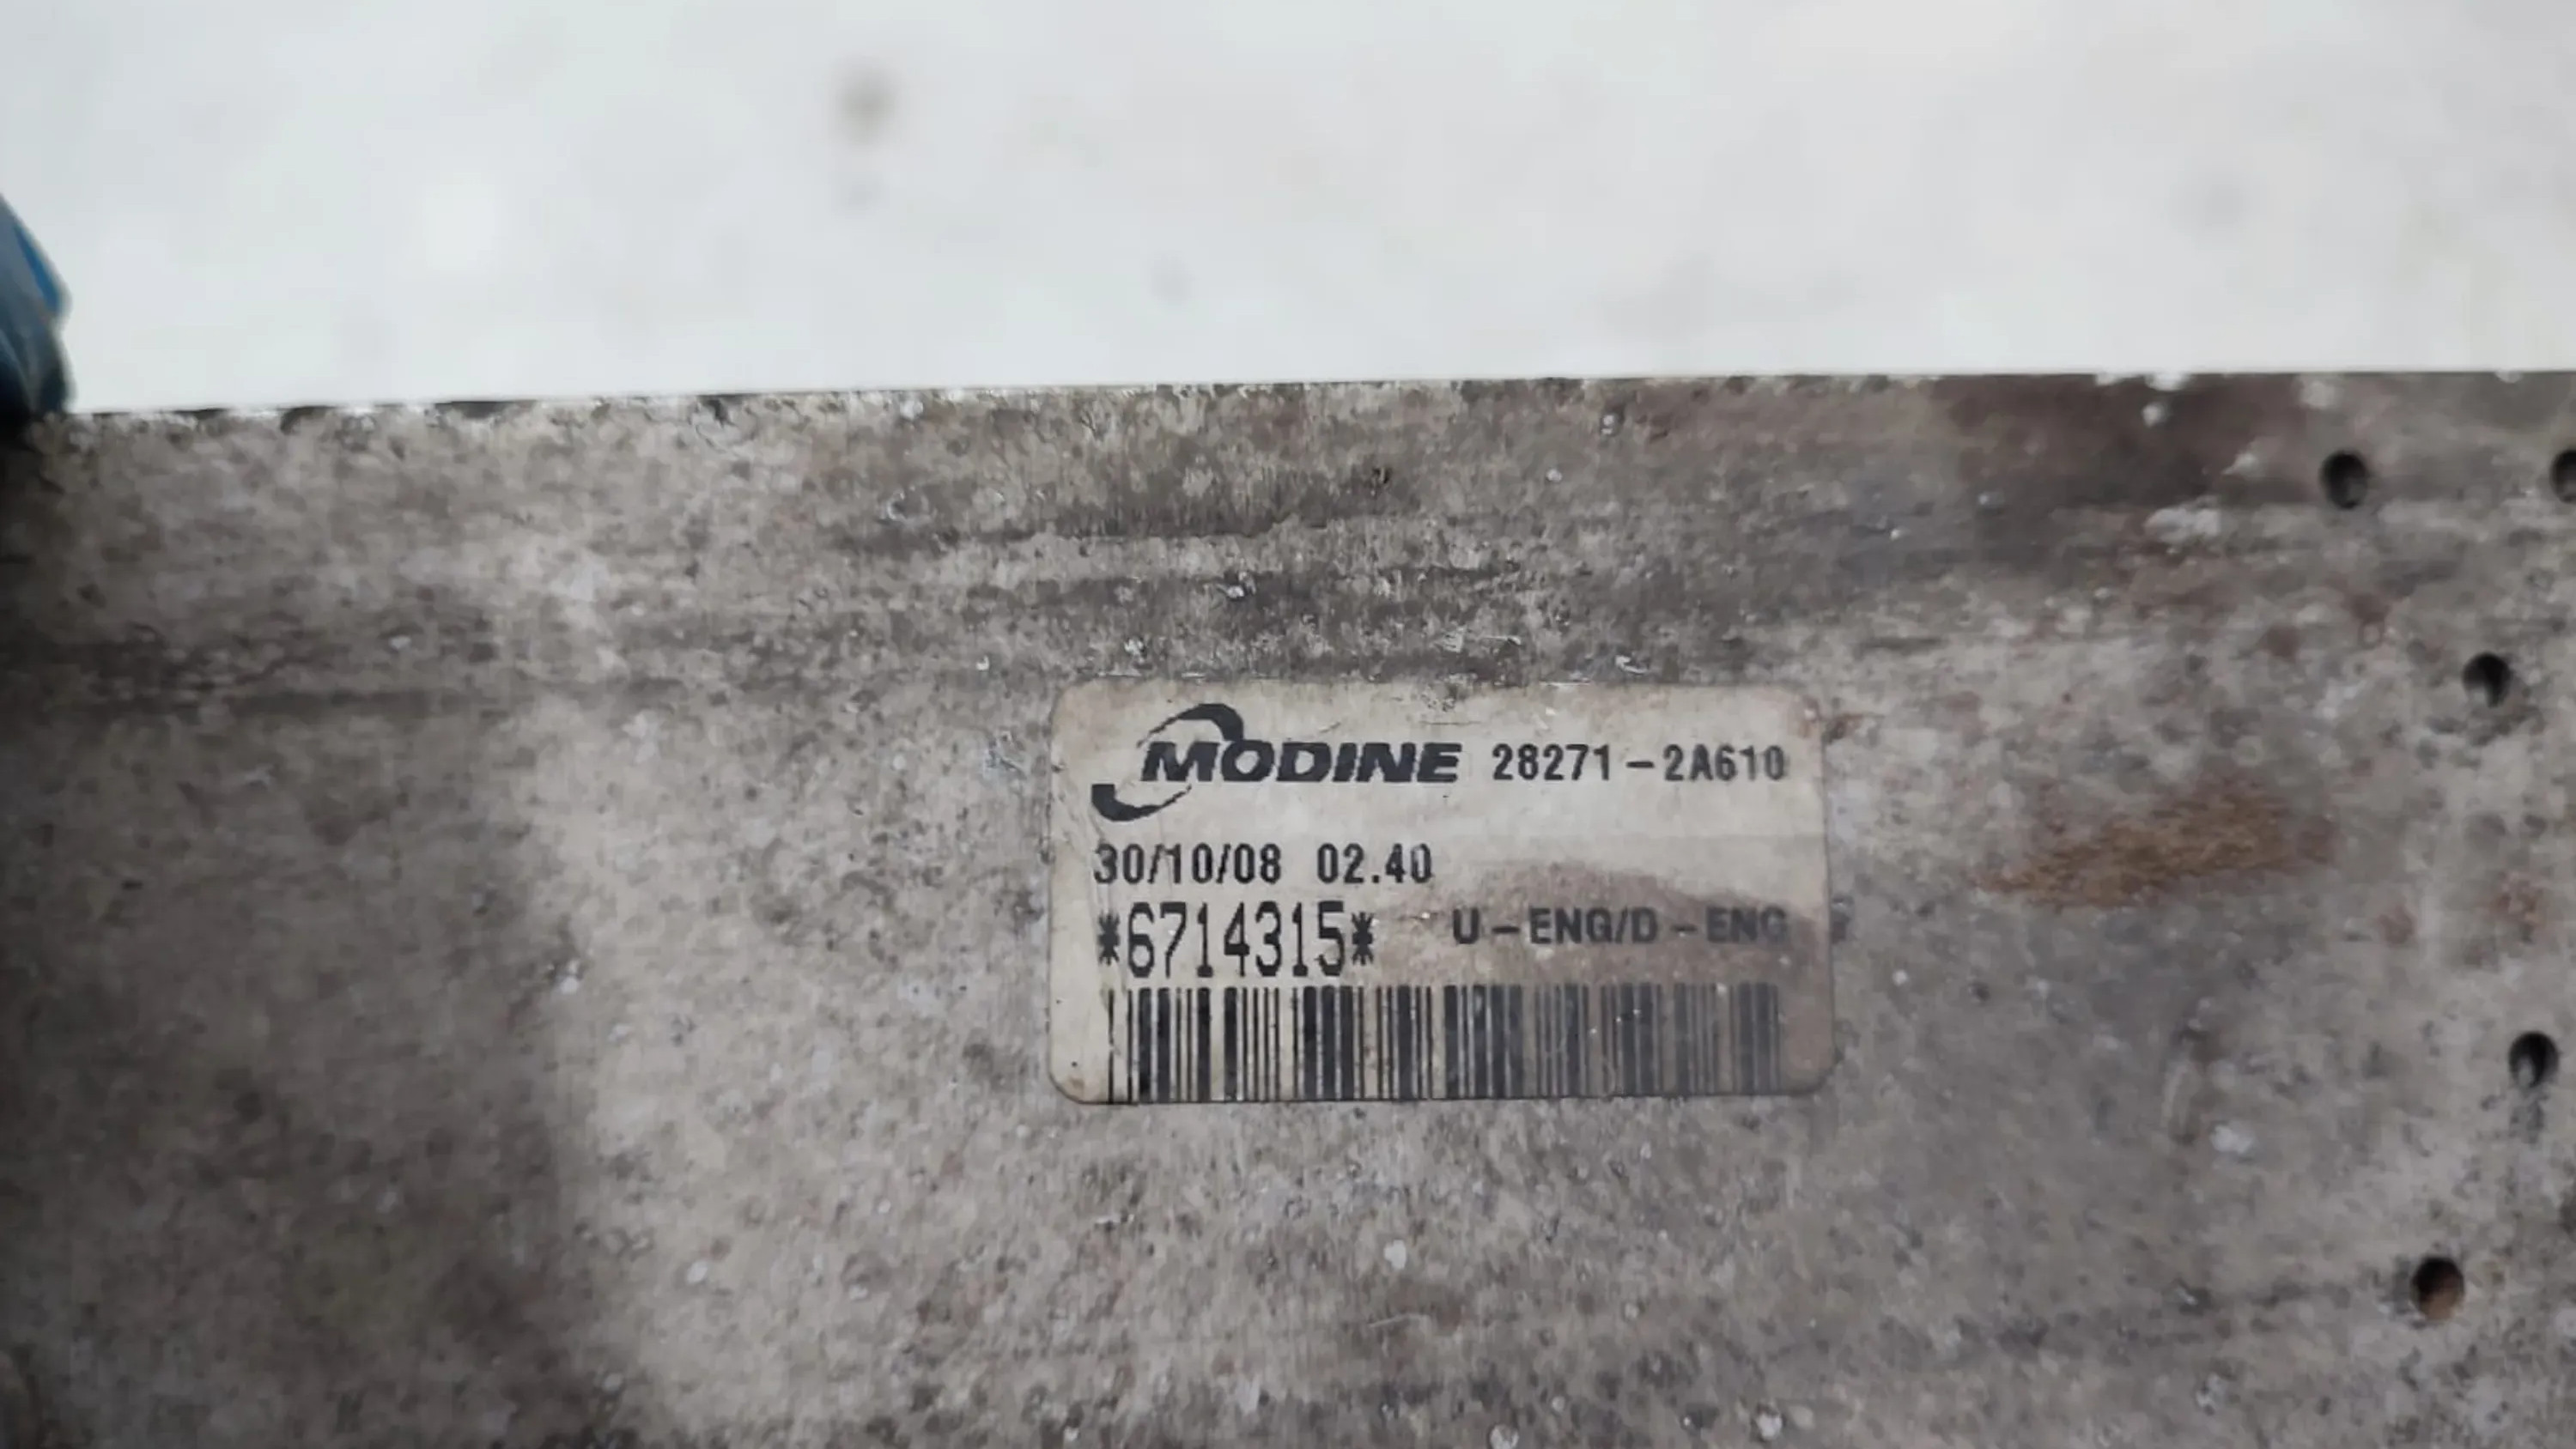 MODINE 28271-2A610
30/10/08 02.40
*6714315* U-ENG/D-ENG